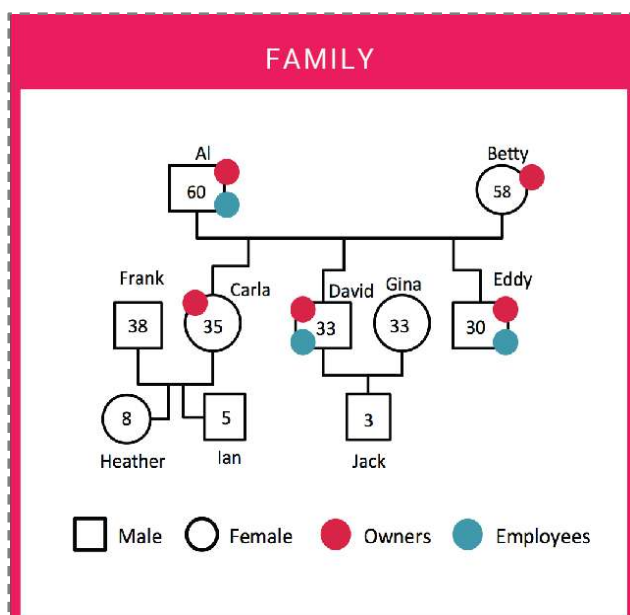 FAMILY
Al
Betty
60
58
Frank
Carla
David
Gina
Eddy
38
35
33
33
30
8
5
3
Heather
Ian
Jack
Male
Female
Owners
Employees